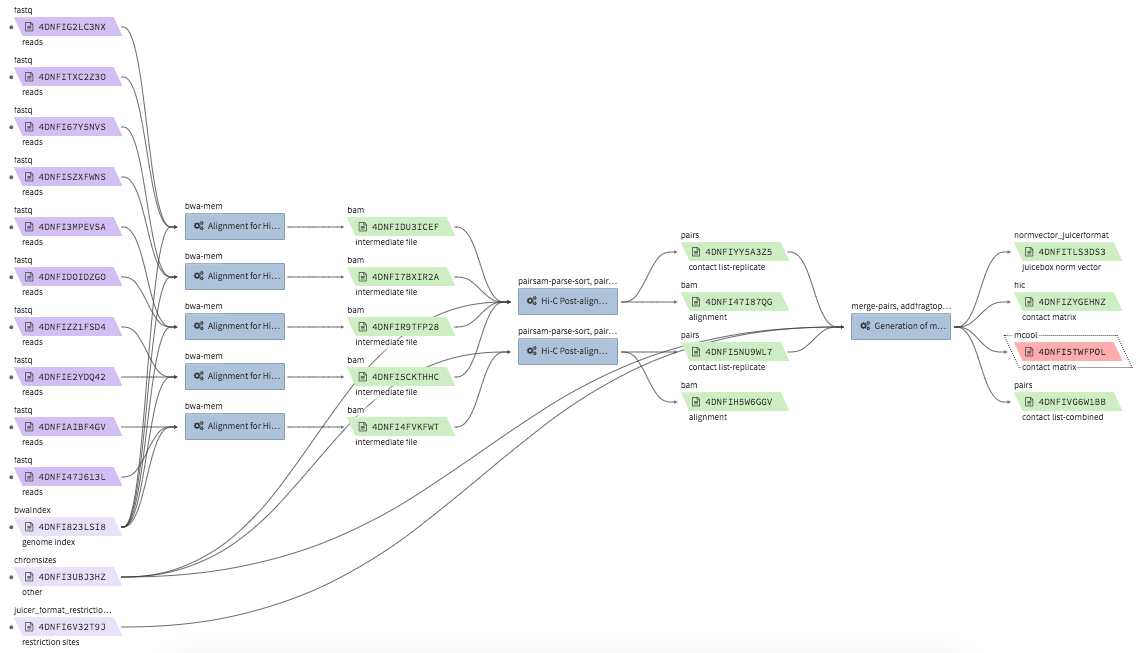 fastq
4DNFIG2LC3NX
reads
fastq
4DNFITXC2Z3O
reads
fastq
4DNFI67Y5NVS
reads
fastq
4DNFISZXFWNS
reads
fastq
4DNFI3MPEVSA
reads
fastq
4DNFIDOIDZGO
reads
fastq
4DNFIZZ1FSD4
reads
fastq
4DNFIE2YDQ42
reads
fastq
4DNFIAIBF4GV
reads
fastq
4DNFI47J613L
reads
bwaIndex
4DNFI823LSI8
genome index
chromsizes
4DNFI3UBJ3HZ
other
juicer_format_restrictio...
4DNFI6V32T9J
restriction sites
bwa-mem
Alignment for Hi...
bwa-mem
Alignment for Hi...
bwa-mem
Alignment for Hi...
bwa-mem
Alignment for Hi...
bwa-mem
Alignment for Hi...
bam
4DNFIDU3ICEF
intermediate file
bam
4DNFI7BXIR2A
intermediate file
bam
4DNFIR9TFP28
intermediate file
bam
4DNFI5CKTHHC
intermediate file
bam
4DNFI4FVKFWT
intermediate file
pairsam-parse-sort, pair...
Hi-C Post-align...
pairsam-parse-sort, pair...
Hi-C Post-align...
pairs
4DNFIYY5A3Z5
contact list-replicate
bam
4DNFI47I87QG
alignment
pairs
4DNFI5NU9WL7
contact list-replicate
bam
4DNFIH5W6GGV
alignment
merge-pairs, addfragtop...
Generation of m...
normvector_juicerformat
4DNFITLS3DS3
juicebox norm vector
hic
4DNFIZYGEHNZ
contact matrix
mcool
4DNFI5TWFPOL
contact matrix
pairs
4DNFIVG6W1BB
contact list-combined